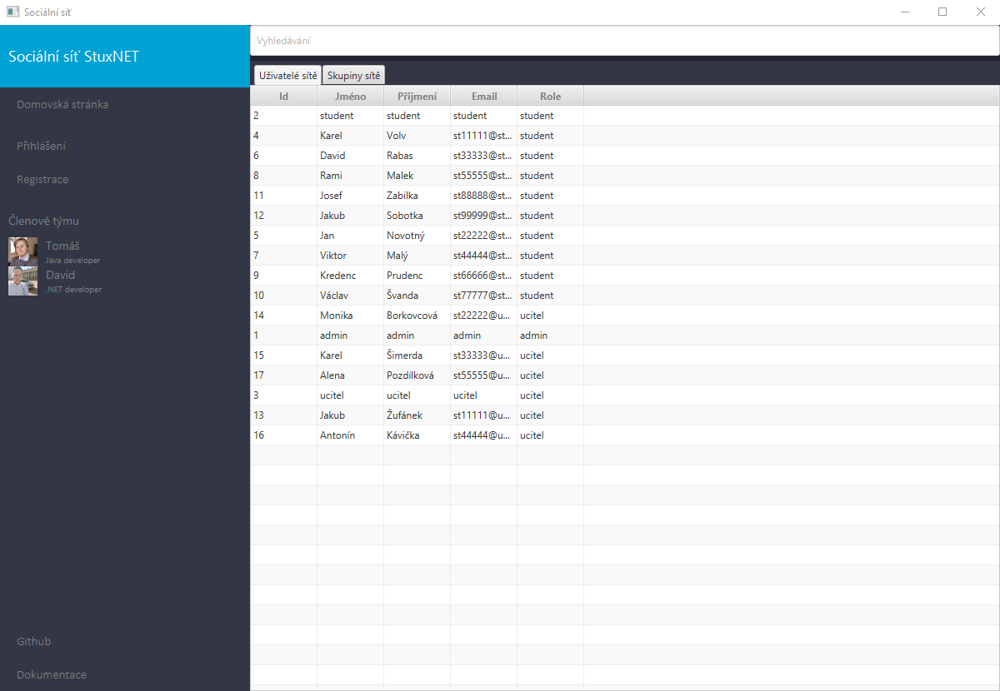 Sociální síť
Sociální síť StuxNET
Domovská stránka
Přihlášení
Registrace
Členové týmu
Tomáš
Java developer
David
.NET developer
Github
Dokumentace
Vyhledávání
Uživatelé sítě Skupiny sítě
Id Jméno Přijmení Email Role
2 student student student student
4 Karel Volv st11111@st... student
6 David Rabas st33333@st... student
8 Rami Malek st55555@st... student
11 Josef Zabilka st88888@st... student
12 Jakub Sobotka st99999@st... student
5 Jan Novotný st22222@st... student
7 Viktor Malý st44444@st... student
9 Kredenc Prudenc st66666@st... student
10 Václav Švanda st77777@st... student
14 Monika Borkovcová st22222@u... ucitel
1 admin admin admin admin
15 Karel Šimerda st33333@u... ucitel
17 Alena Pozdílková st55555@u... ucitel
3 ucitel ucitel ucitel ucitel
13 Jakub Žufánek st11111@u... ucitel
16 Antonín Kávička st44444@u... ucitel